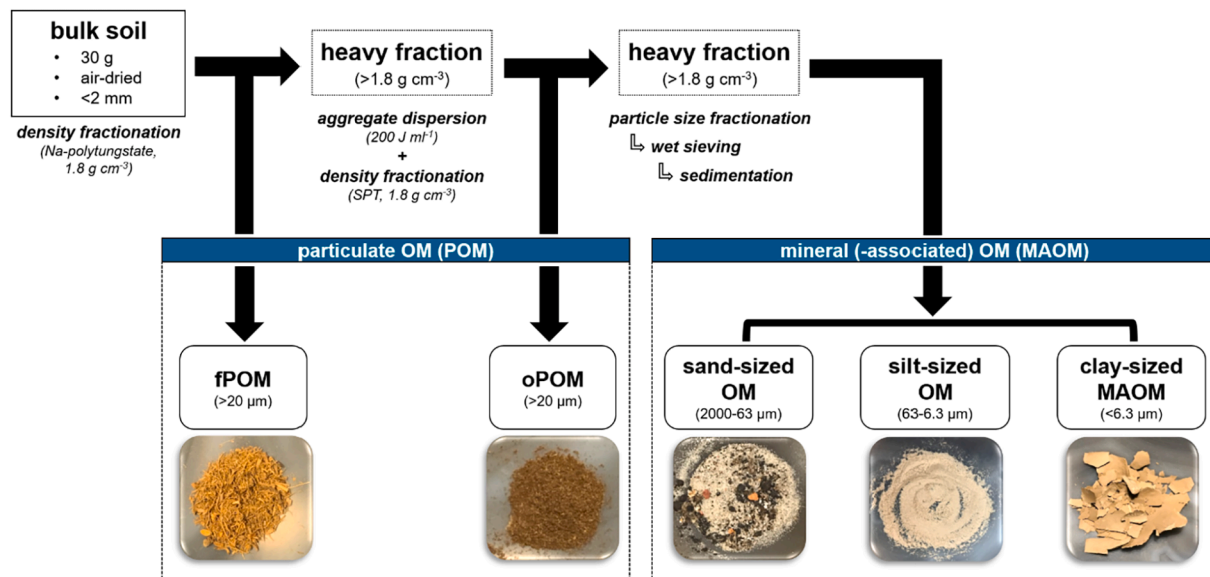 bulk soil
• 30 g
• air-dried
• <2 mm
density fractionation
(Na-polytungstate,
1.8 g cm⁻³)
heavy fraction
(>1.8 g cm⁻³)
aggregate dispersion
(200 J ml⁻¹)
+
density fractionation
(SPT, 1.8 g cm⁻³)
heavy fraction
(>1.8 g cm⁻³)
particle size fractionation
wet sieving
sedimentation
particulate OM (POM)
mineral (-associated) OM (MAOM)
fPOM
(>20 µm)
oPOM
(>20 µm)
sand-sized
OM
(2000-63 µm)
silt-sized
OM
(63-6.3 µm)
clay-sized
MAOM
(<6.3 µm)